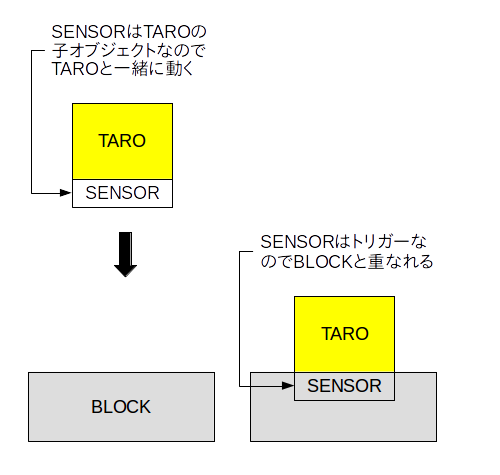 SENSORはTAROの
子オブジェクトなので
TAROと一緒に動く
TARO
SENSOR
SENSORはトリガーな
のでBLOCKと重なれる
TARO
SENSOR
BLOCK